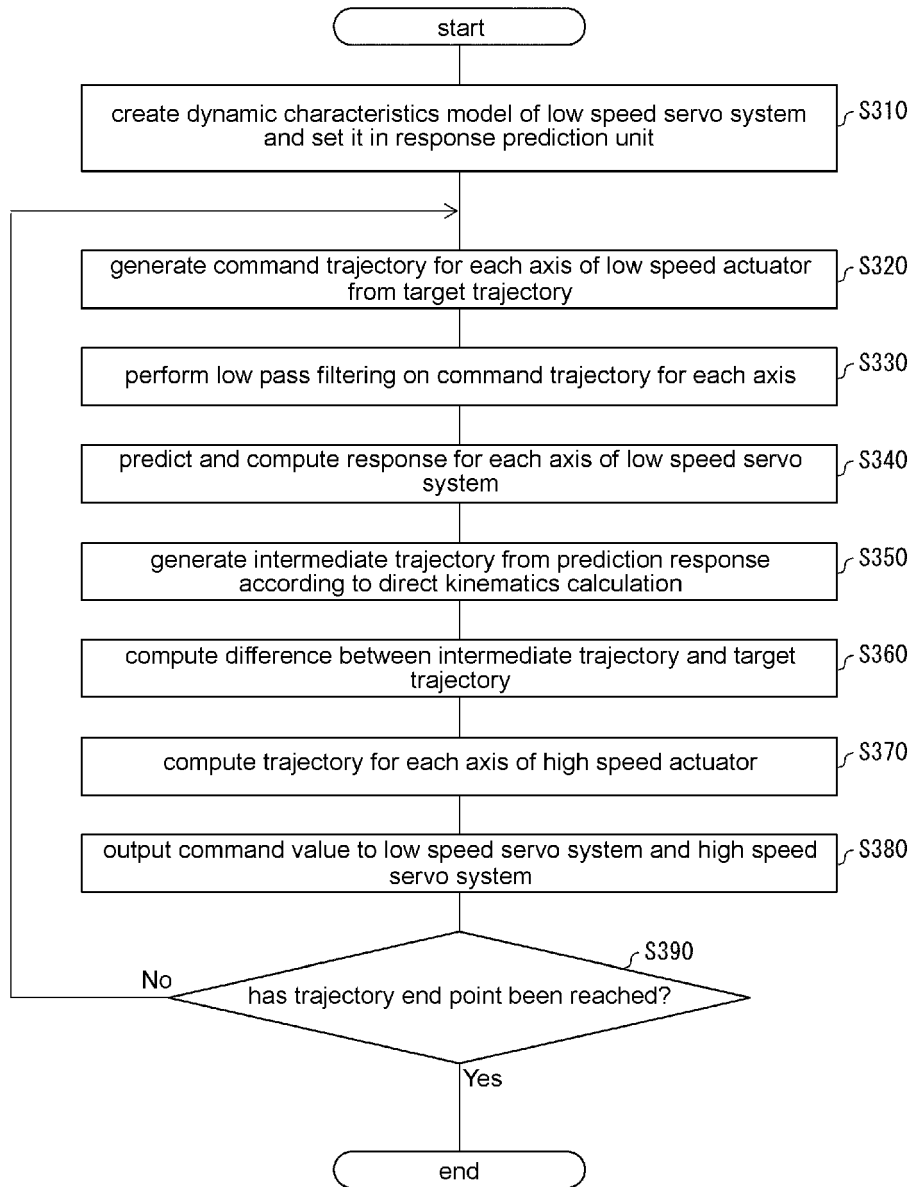 start
create dynamic characteristics model of low speed servo system
and set it in response prediction unit
S310
generate command trajectory for each axis of low speed actuator
from target trajectory
S320
perform low pass filtering on command trajectory for each axis
S330
predict and compute response for each axis of low speed servo
system
S340
generate intermediate trajectory from prediction response
according to direct kinematics calculation
S350
compute difference between intermediate trajectory and target
trajectory
S360
compute trajectory for each axis of high speed actuator
S370
output command value to low speed servo system and high speed
servo system
S380
S390
No
has trajectory end point been reached?
Yes
end